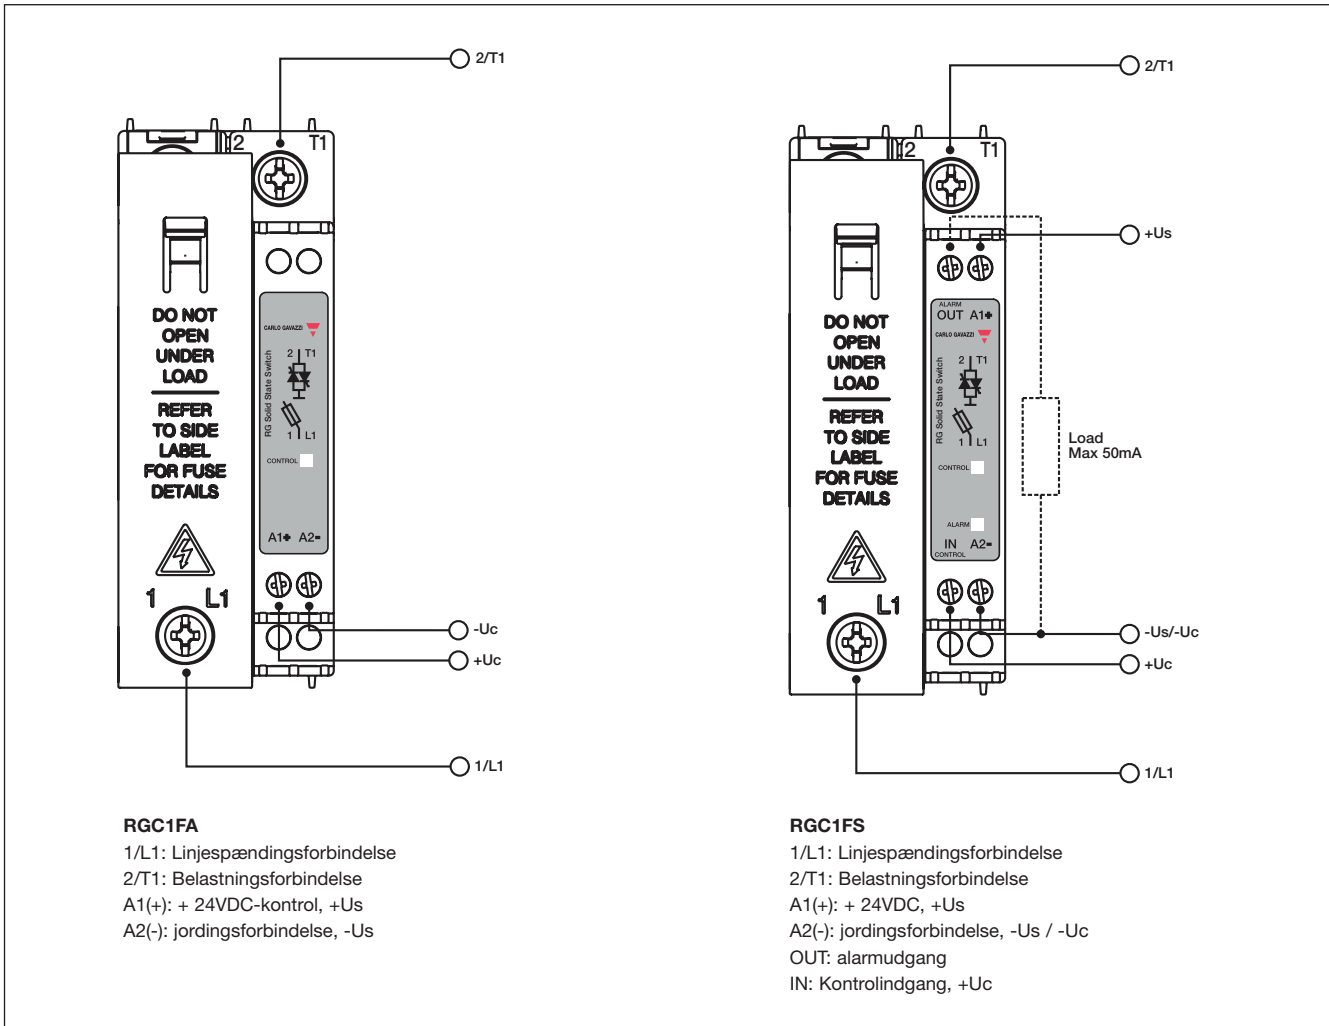 2/T1
2 T1
DO NOT
OPEN
UNDER
LOAD
REFER
TO SIDE
LABEL
FOR FUSE
DETAILS
1 L1
CARLO GAVAZZI
RG Solid State Switch
2 T1
1 L1
CONTROL
A1+ A2-
-Uc
+Uc
1/L1
RGC1FA
1/L1: Linjespændingsforbindelse
2/T1: Belastningsforbindelse
A1(+): + 24VDC-kontrol, +Us
A2(-): jordingsforbindelse, -Us
2/T1
2 T1
+Us
DO NOT
OPEN
UNDER
LOAD
REFER
TO SIDE
LABEL
FOR FUSE
DETAILS
1 L1
ALARM
OUT A1+
CARLO GAVAZZI
RG Solid State Switch
2 T1
1 L1
CONTROL
ALARM
IN A2-
CONTROL
Load
Max 50mA
-Us/-Uc
+Uc
1/L1
RGC1FS
1/L1: Linjespændingsforbindelse
2/T1: Belastningsforbindelse
A1(+): + 24VDC, +Us
A2(-): jordingsforbindelse, -Us / -Uc
OUT: alarmudgang
IN: Kontrolindgang, +Uc